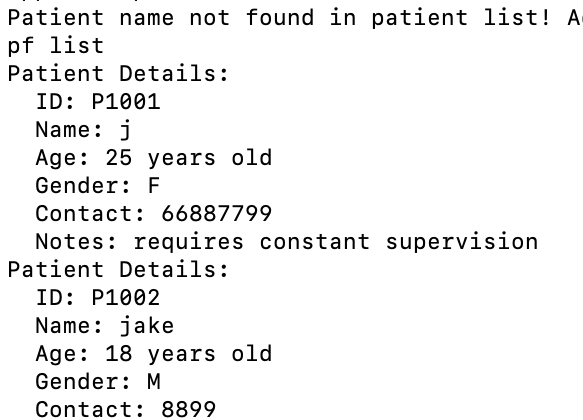 Patient name not found in patient list!
pf list
Patient Details:
ID: P1001
Name: j
Age: 25 years old
Gender: F
Contact: 66887799
Notes: requires constant supervision
Patient Details:
ID: P1002
Name: jake
Age: 18 years old
Gender: M
Contact: 8899